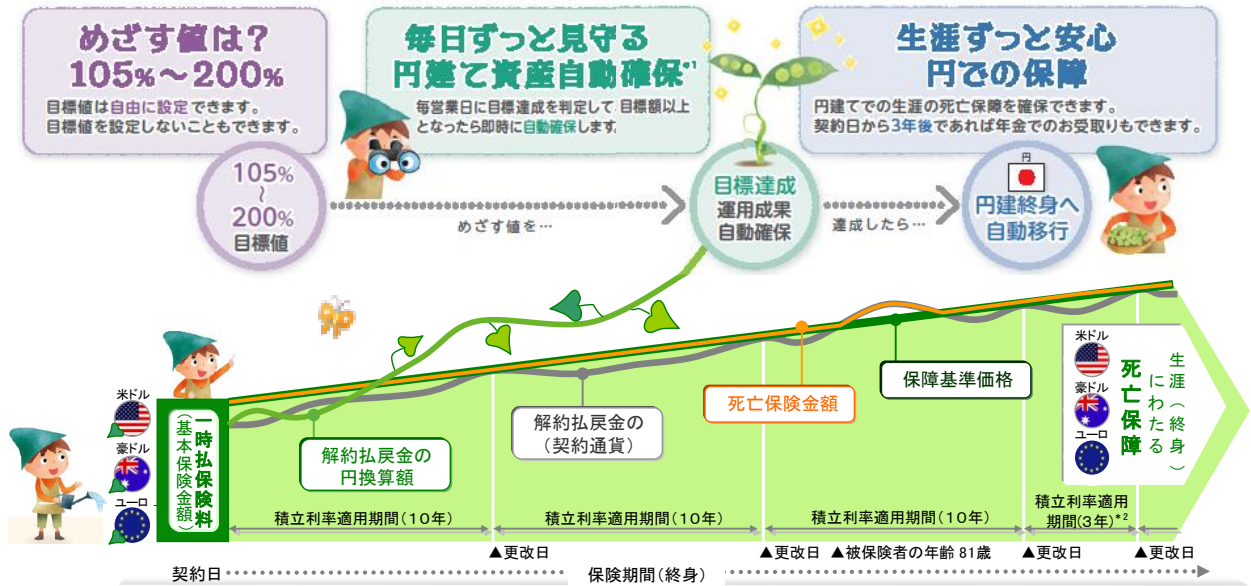 めざす値は?
105%～200%
目標値は自由に設定できます。
目標値を設定しないこともできます。
毎日ずっと見守る
円建て資産自動確保*1
毎営業日に目標達成を判定して、目標額以上
となったら即時に自動確保します。
生涯ずっと安心
円での保障
円建てでの生涯の死亡保障を確保できます。
契約日から3年後であれば年金でのお受取りもできます。
105%
～
200%
目標値
めざす値を…
目標達成
運用成果
自動確保
達成したら…
円
円建終身へ
自動移行
米ドル
豪ドル
ユーロ
一時払保険料
(基本保険金額)
解約払戻金の
円換算額
解約払戻金の
(契約通貨)
死亡保険金額
保障基準価格
米ドル
豪ドル
ユーロ
生涯(終身)
にわたる
死亡保障
積立利率適用期間(10年)
積立利率適用期間(10年)
積立利率適用期間(10年)
積立利率適用
期間(3年)*2
▲更改日
▲更改日
▲被保険者の年齢 81歳
▲更改日
▲更改日
契約日
保険期間(終身)